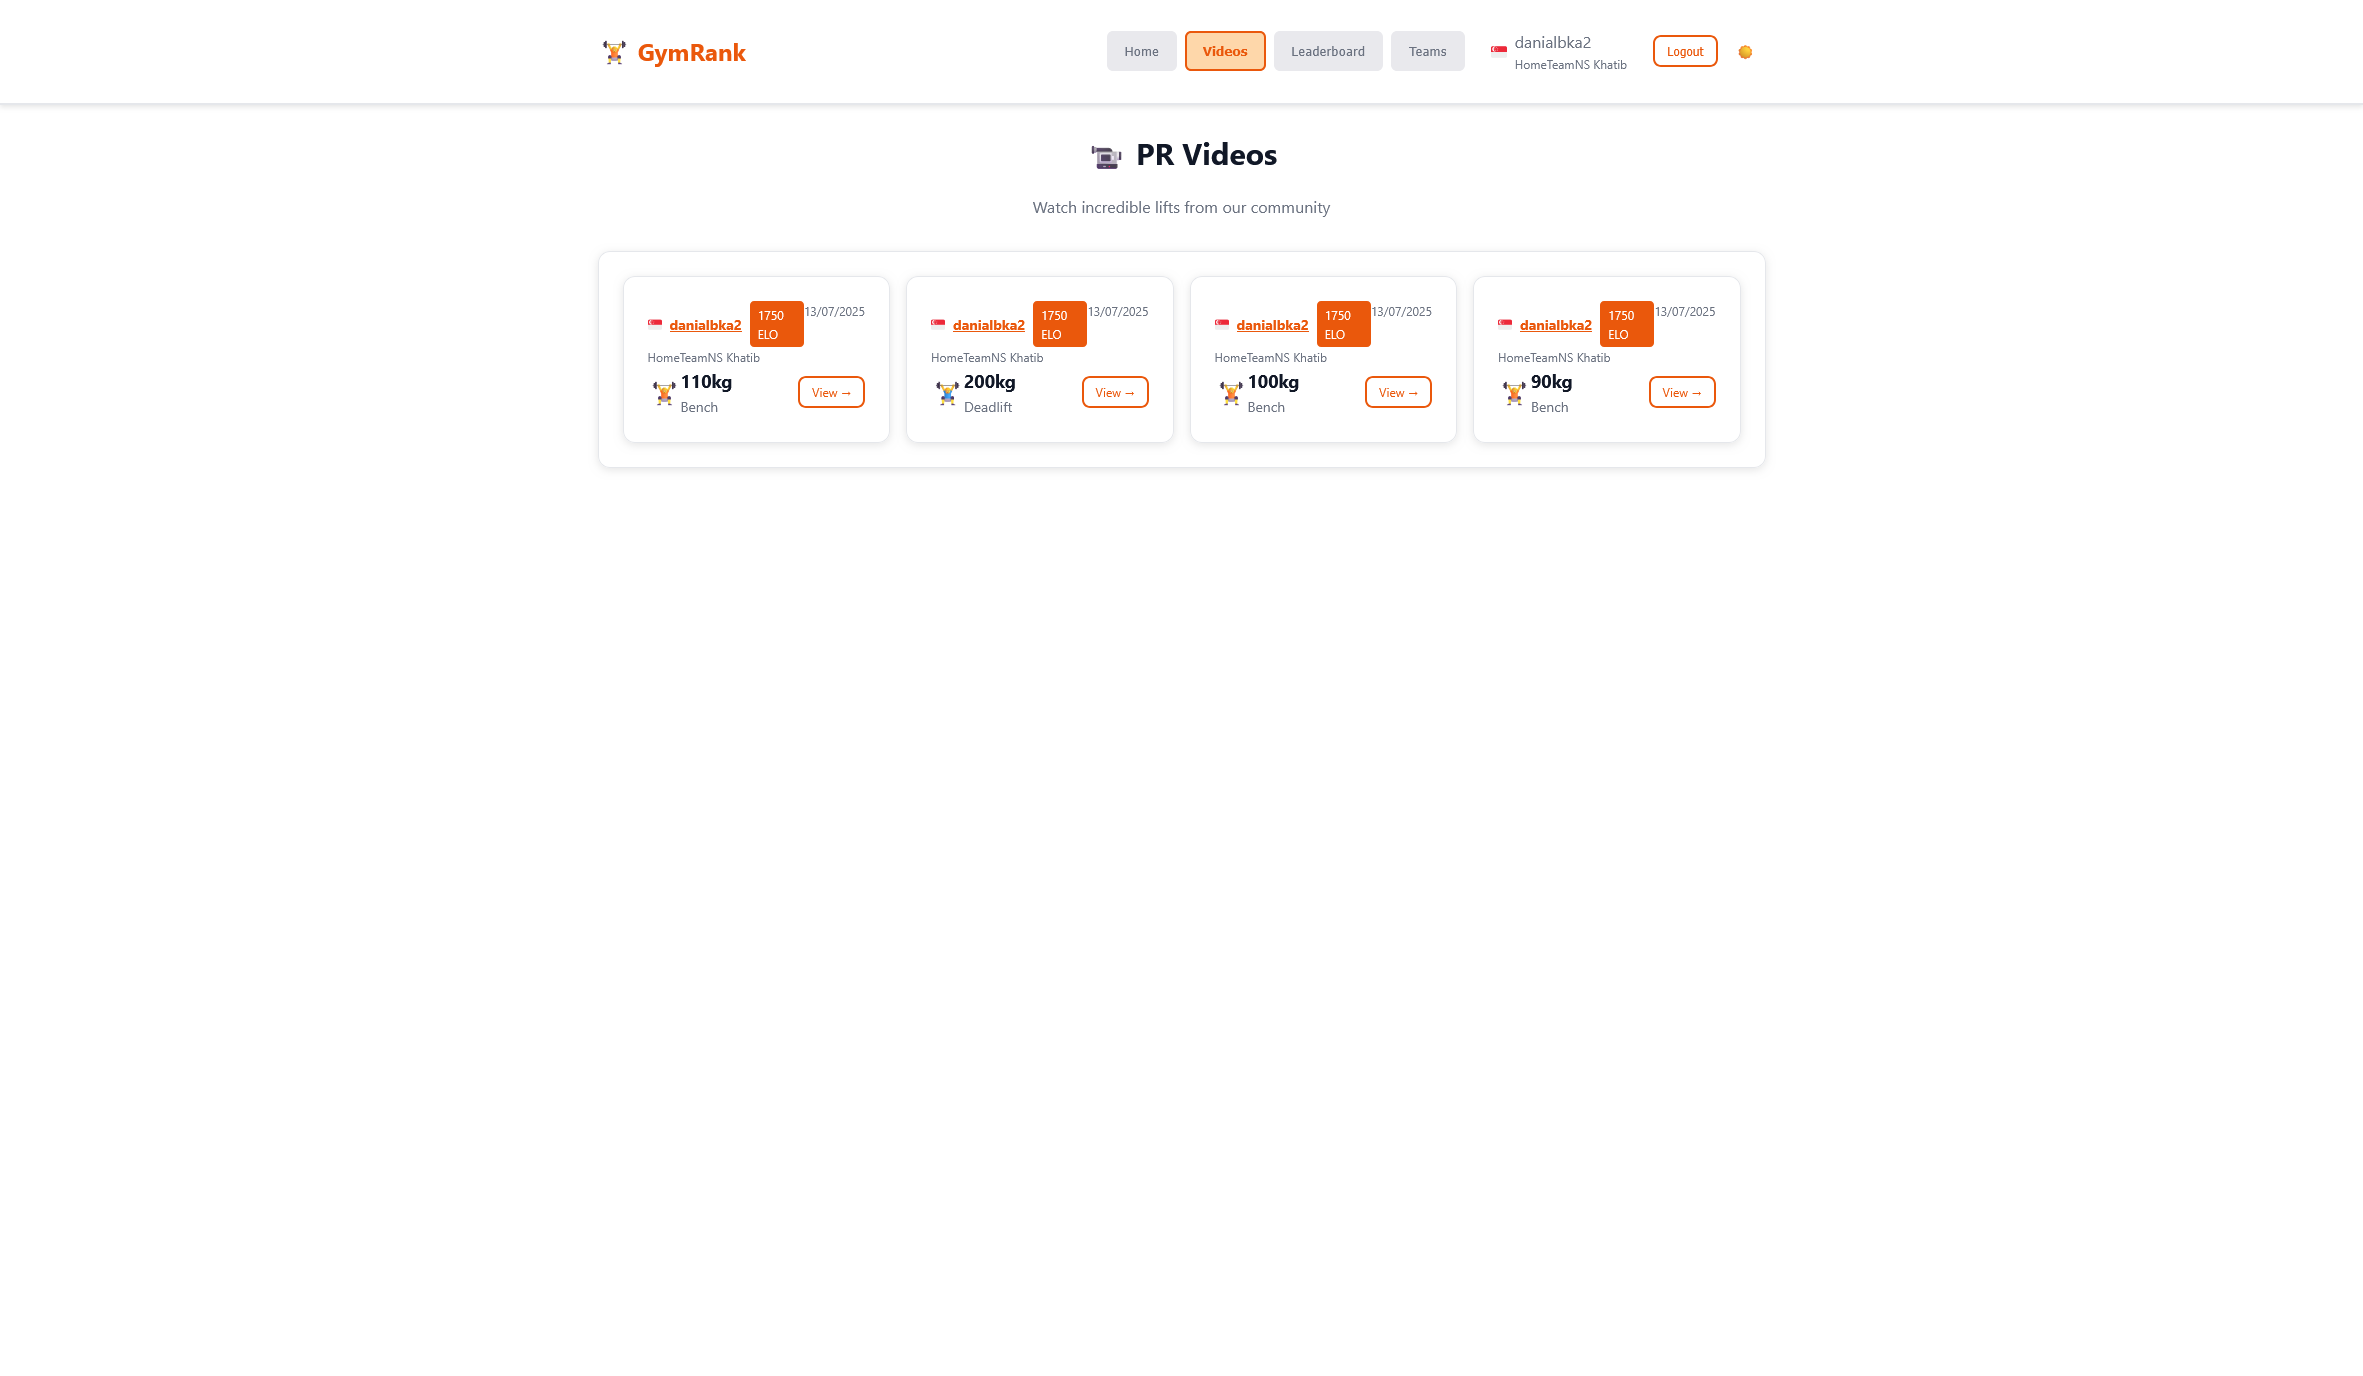 GymRank
Home
Videos
Leaderboard
Teams
danialbka2
HomeTeamNS Khatib
Logout
PR Videos
Watch incredible lifts from our community
danialbka2
1750
ELO
13/07/2025
HomeTeamNS Khatib
110kg
Bench
View →
danialbka2
1750
ELO
13/07/2025
HomeTeamNS Khatib
200kg
Deadlift
View →
danialbka2
1750
ELO
13/07/2025
HomeTeamNS Khatib
100kg
Bench
View →
danialbka2
1750
ELO
13/07/2025
HomeTeamNS Khatib
90kg
Bench
View →